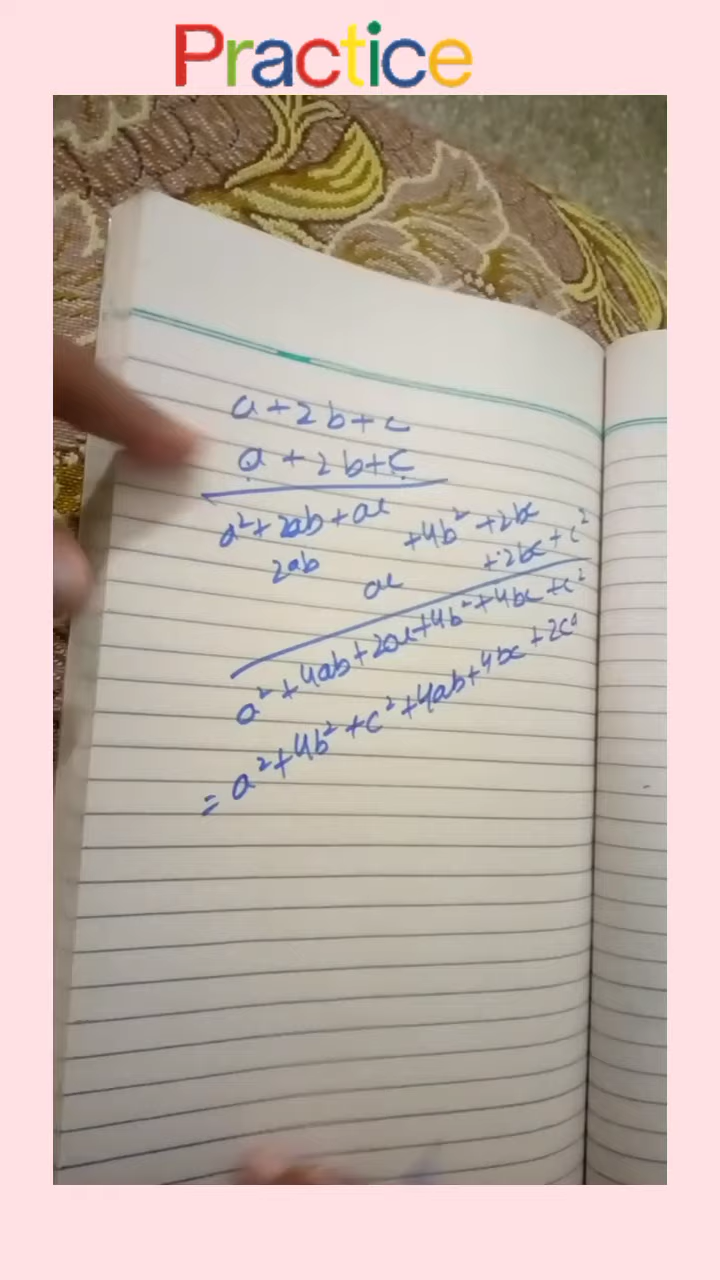 Practice
a + 2b + c
a + 2b + c
a² + 2ab + ac + 4b² + 2bc
2ab ac + 2bc + c²
a² + 4ab + 2ac + 4b² + 4bc + c²
= a² + 4b² + c² + 4ab + 4bc + 2ca